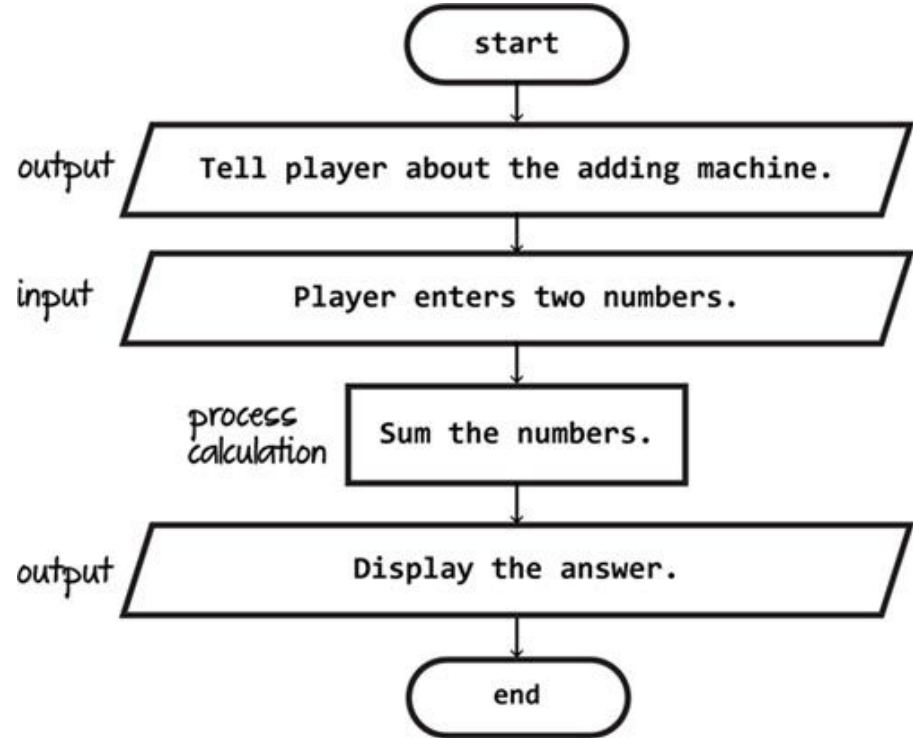 start
output
Tell player about the adding machine.
input
Player enters two numbers.
process
calculation
Sum the numbers.
output
Display the answer.
end